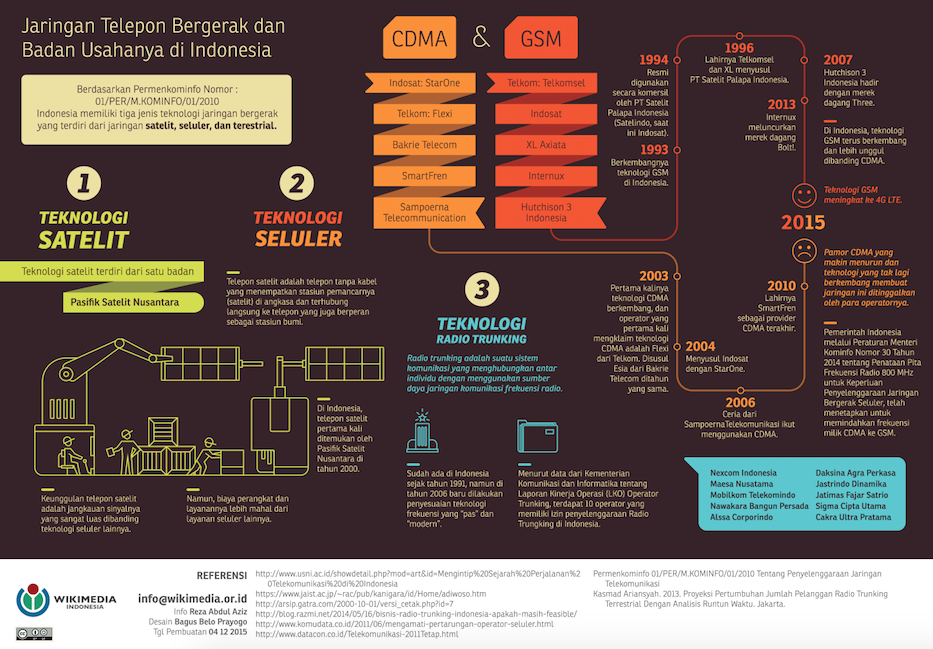 Jaringan Telepon Bergerak dan
Badan Usahanya di Indonesia
Berdasarkan Permenkominfo Nomor :
01/PER/M.KOMINFO/01/2010
Indonesia memiliki tiga jenis teknologi jaringan bergerak
yang terdiri dari jaringan satelit, seluler, dan terestrial.
1
TEKNOLOGI
SATELIT
Teknologi satelit terdiri dari satu badan
Pasifik Satelit Nusantara
2
TEKNOLOGI
SELULER
Telepon satelit adalah telepon tanpa kabel
yang menempatkan stasiun pemancarnya
(satelit) di angkasa dan terhubung
langsung ke telepon yang juga berperan
sebagai stasiun bumi.
Di Indonesia,
telepon satelit
pertama kali
ditemukan oleh
Pasifik Satelit
Nusantara di
tahun 2000.
Keunggulan telepon satelit
adalah jangkauan sinyalnya
yang sangat luas dibanding
teknologi seluler lainnya.
Namun, biaya perangkat dan
layanannya lebih mahal dari
layanan seluler lainnya.
CDMA & GSM
Indosat: StarOne
Telkom: Flexi
Bakrie Telecom
SmartFren
Sampoerna
Telecommunication
Telkom: Telkomsel
Indosat
XL Axiata
Internux
Hutchison 3
Indonesia
1994
Resmi
digunakan
secara komersil
oleh PT Satelit
Palapa Indonesia
(Satelindo, saat
ini Indosat).
1993
Berkembangnya
teknologi GSM
di Indonesia.
1996
Lahirnya Telkomsel
dan XL menyusul
PT Satelit Palapa Indonesia.
2013
Internux
meluncurkan
merek dagang
Bolt!.
2007
Hutchison 3
Indonesia hadir
dengan merek
dagang Three.
Di Indonesia, teknologi
GSM terus berkembang
dan lebih unggul
dibanding CDMA.
Teknologi GSM
meningkat ke 4G LTE.
2015
Pamor CDMA yang
makin menurun dan
teknologi yang tak lagi
berkembang membuat
jaringan ini ditinggalkan
oleh para operatornya.
2003
Pertama kalinya
teknologi CDMA
berkembang, dan
operator yang
pertama kali
mengklaim teknologi
CDMA adalah Flexi
dari Telkom. Disusul
Esia dari Bakrie
Telecom ditahun
yang sama.
2004
Menyusul Indosat
dengan StarOne.
2010
Lahirnya
SmartFren
sebagai provider
CDMA terakhir.
2006
Ceria dari
SampoernaTelekomunikasi ikut
menggunakan CDMA.
Pemerintah Indonesia
melalui Peraturan Menteri
Kominfo Nomor 30 Tahun
2014 tentang Penataan Pita
Frekuensi Radio 800 MHz
untuk Keperluan
Penyelenggaraan Jaringan
Bergerak Seluler, telah
menetapkan untuk
memindahkan frekuensi
milik CDMA ke GSM.
3
TEKNOLOGI
RADIO TRUNKING
Radio trunking adalah suatu sistem
komunikasi yang menghubungkan antar
individu dengan menggunakan sumber
daya jaringan komunikasi frekuensi radio.
Sudah ada di Indonesia
sejak tahun 1991, namun di
tahun 2006 baru dilakukan
penyesuaian teknologi
frekuensi yang "pas" dan
"modern".
Menurut data dari Kementerian
Komunikasi dan Informatika tentang
Laporan Kinerja Operasi (LKO) Operator
Trunking, terdapat 10 operator yang
memiliki izin penyelenggaraan Radio
Trungking di Indonesia.
Nexcom Indonesia
Maesa Nusatama
Mobilkom Telekomindo
Nawakara Bangun Persada
Alssa Corporindo
Daksina Agra Perkasa
Jastrindo Dinamika
Jatimas Fajar Satrio
Sigma Cipta Utama
Cakra Ultra Pratama
WIKIMEDIA
INDONESIA
REFERENSI
info@wikimedia.or.id
Info Reza Abdul Aziz
Desain Bagus Belo Prayogo
Tgl Pembuatan 04 12 2015
http://www.usni.ac.id/showdetail.php?mod=art&id=Mengintip%20Sejarah%20Perjalanan%2
0Telekomunikasi%20di%20Indonesia
https://www.jaist.ac.jp/~rac/pub/kanigara/id/Home/adiwoso.htm
http://arsip.gatra.com/2000-10-01/versi_cetak.php?id=7
http://blog.razmi.net/2014/05/16/bisnis-radio-trunking-indonesia-apakah-masih-feasible/
http://www.komudata.co.id/2011/06/mengamati-pertarungan-operator-seluler.html
http://www.datacon.co.id/Telekomunikasi-2011Tetap.html
Permenkominfo 01/PER/M.KOMINFO/01/2010 Tentang Penyelenggaraan Jaringan
Telekomunikasi
Kasmad Ariansyah. 2013. Proyeksi Pertumbuhan Jumlah Pelanggan Radio Trunking
Terrestrial Dengan Analisis Runtun Waktu. Jakarta.